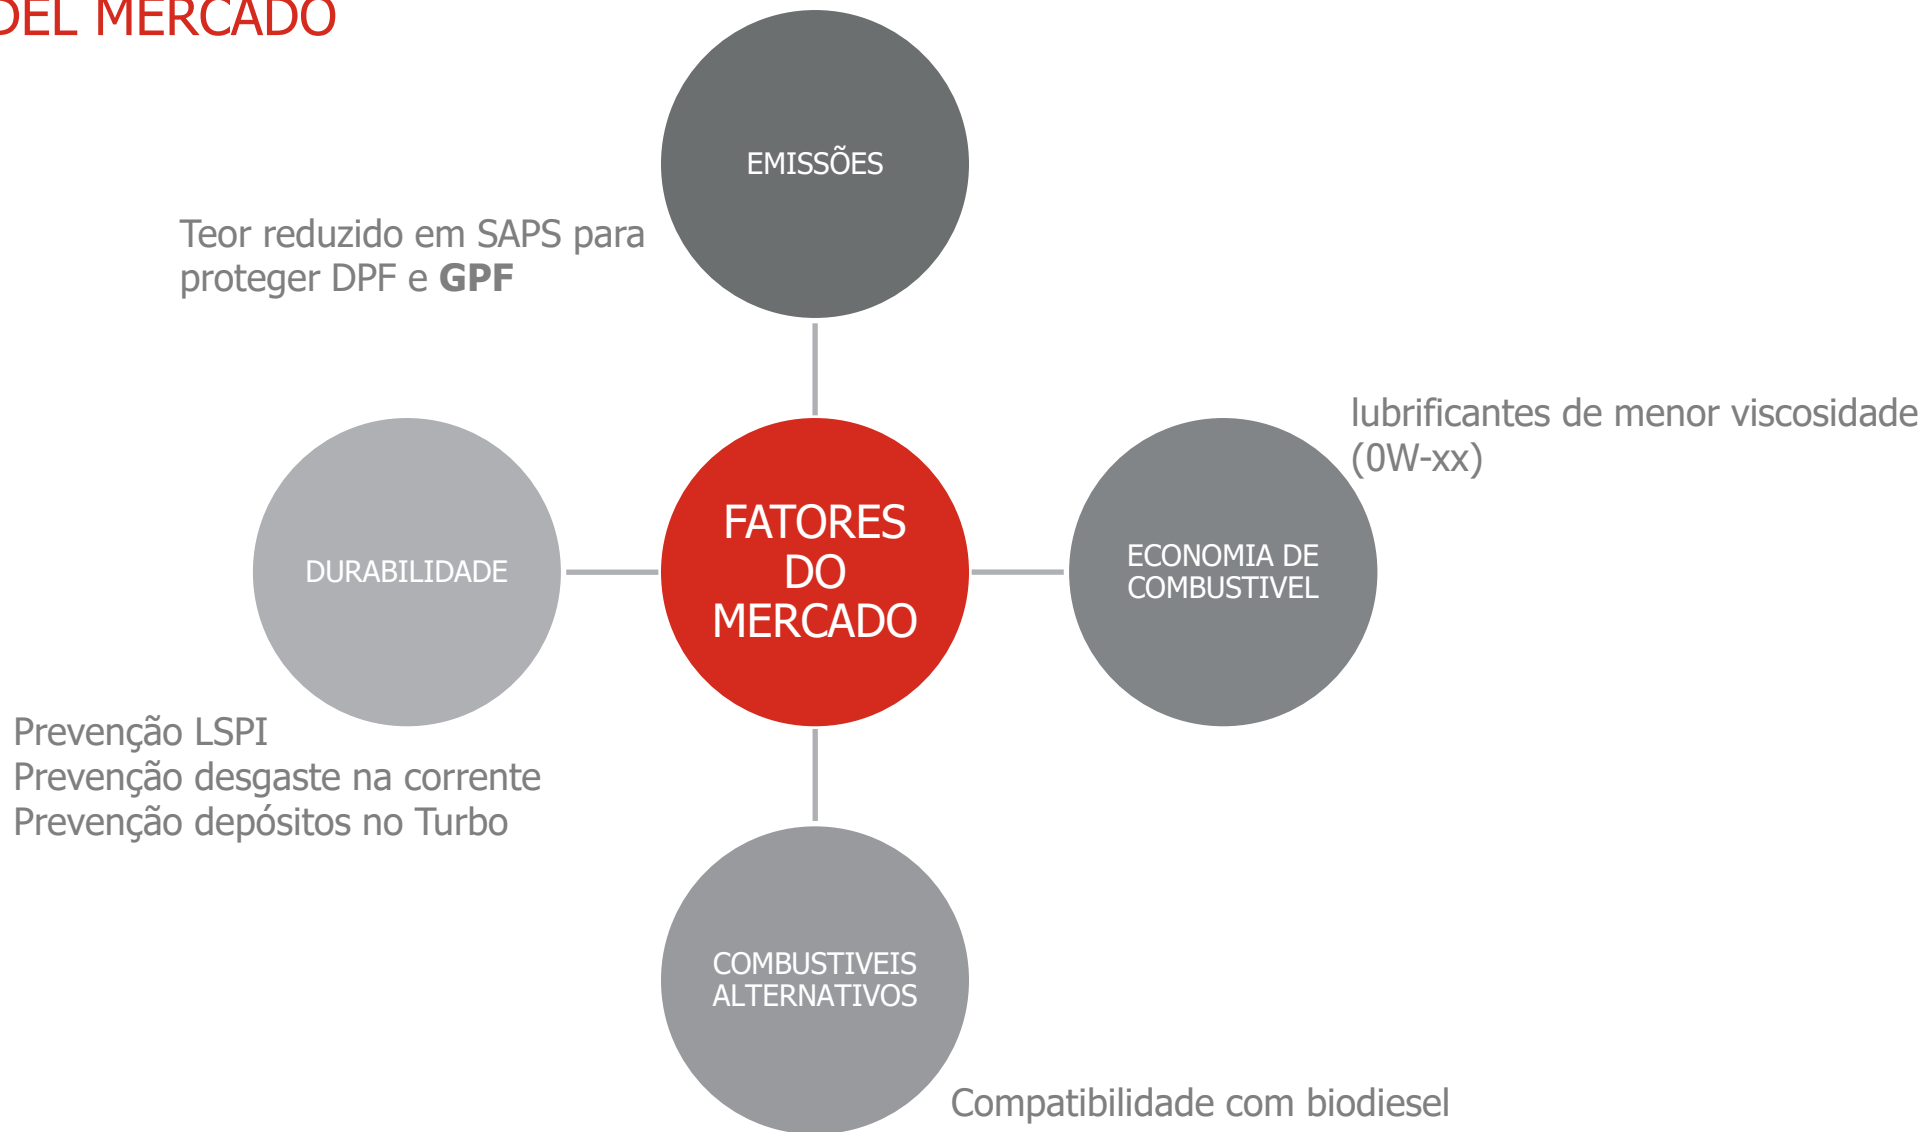 DEL MERCADO
EMISSÕES
Teor reduzido em SAPS para
proteger DPF e GPF
lubrificantes de menor viscosidade
(0W-xx)
FATORES
DO
MERCADO
DURABILIDADE
ECONOMIA DE
COMBUSTIVEL
Prevenção LSPI
Prevenção desgaste na corrente
Prevenção depósitos no Turbo
COMBUSTIVEIS
ALTERNATIVOS
Compatibilidade com biodiesel